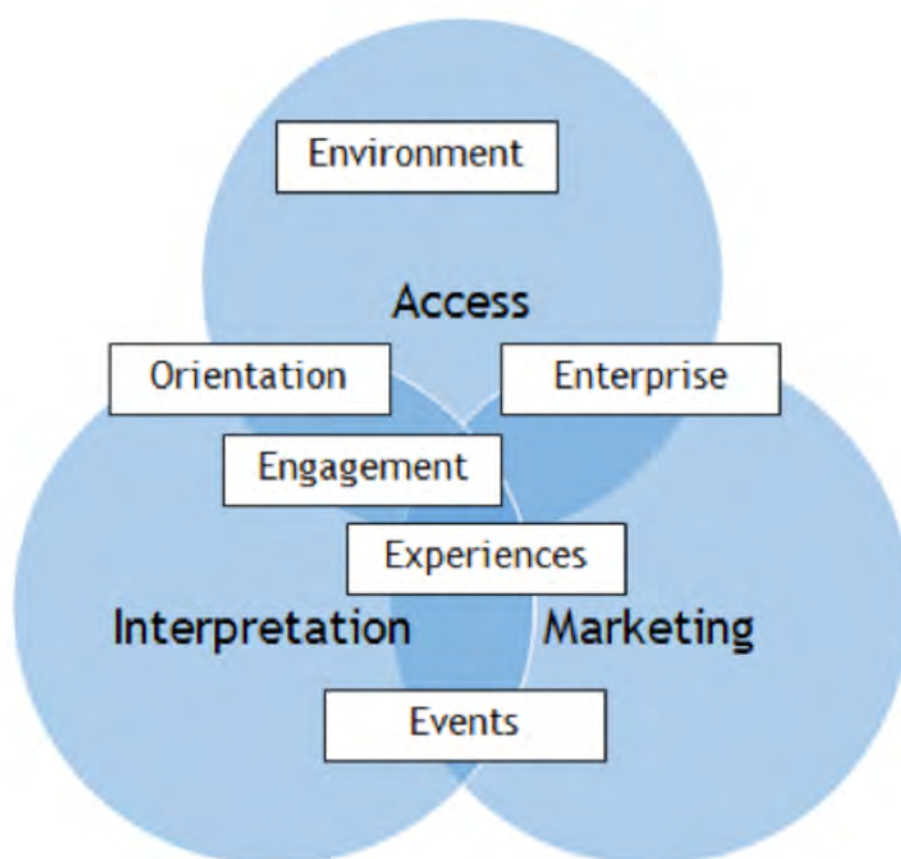 Environment
Access
Orientation
Enterprise
Engagement
Experiences
Interpretation
Marketing
Events